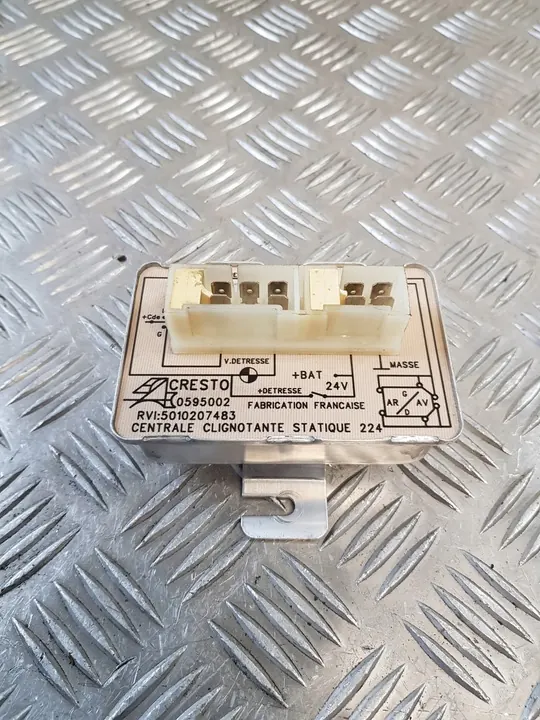 +Cde
G
V.DETRESSE
+BAT
24V
MASSE
+DETRESSE
CRESTO
0595002
FABRICATION FRANCAISE
G
AR
AV
D
RVI:5010207483
CENTRALE CLIGNOTANTE STATIQUE 224